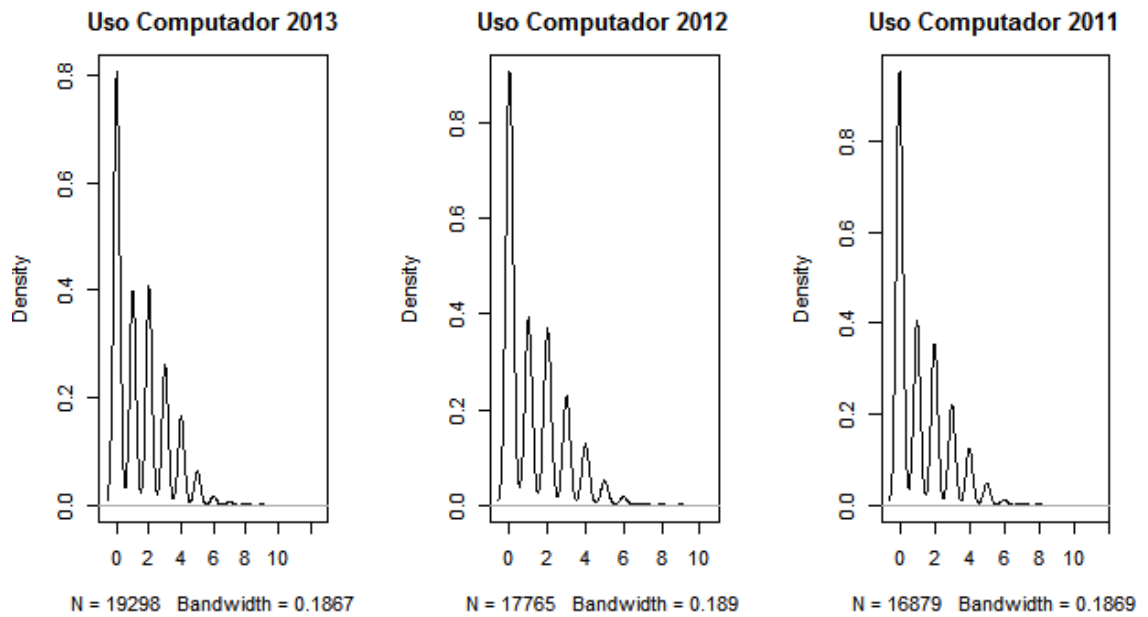 Uso Computador 2013
Density
0.0 0.2 0.4 0.6 0.8
0 2 4 6 8 10
N = 19298 Bandwidth = 0.1867
Uso Computador 2012
Density
0.0 0.2 0.4 0.6 0.8
0 2 4 6 8 10
N = 17765 Bandwidth = 0.189
Uso Computador 2011
Density
0.0 0.2 0.4 0.6 0.8
0 2 4 6 8 10
N = 16879 Bandwidth = 0.1869